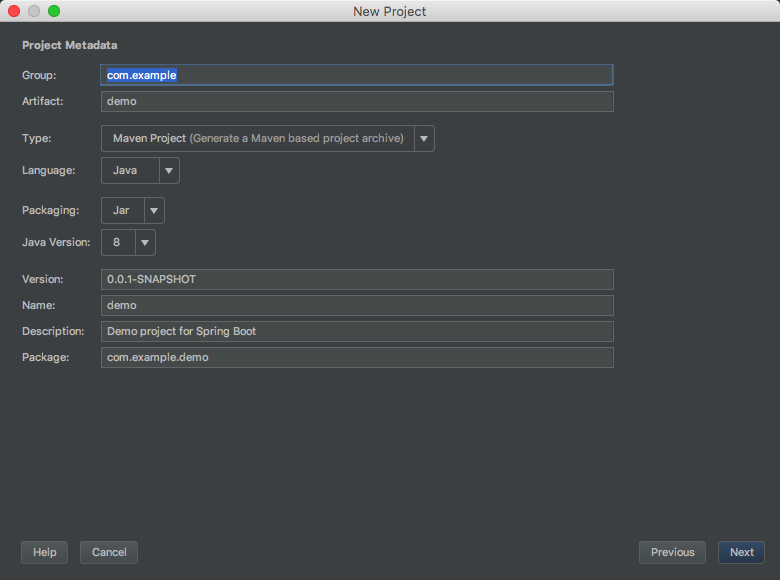 New Project
Project Metadata
Group: com.example
Artifact: demo
Type: Maven Project (Generate a Maven based project archive)
Language: Java
Packaging: Jar
Java Version: 8
Version: 0.0.1-SNAPSHOT
Name: demo
Description: Demo project for Spring Boot
Package: com.example.demo
Help Cancel Previous Next